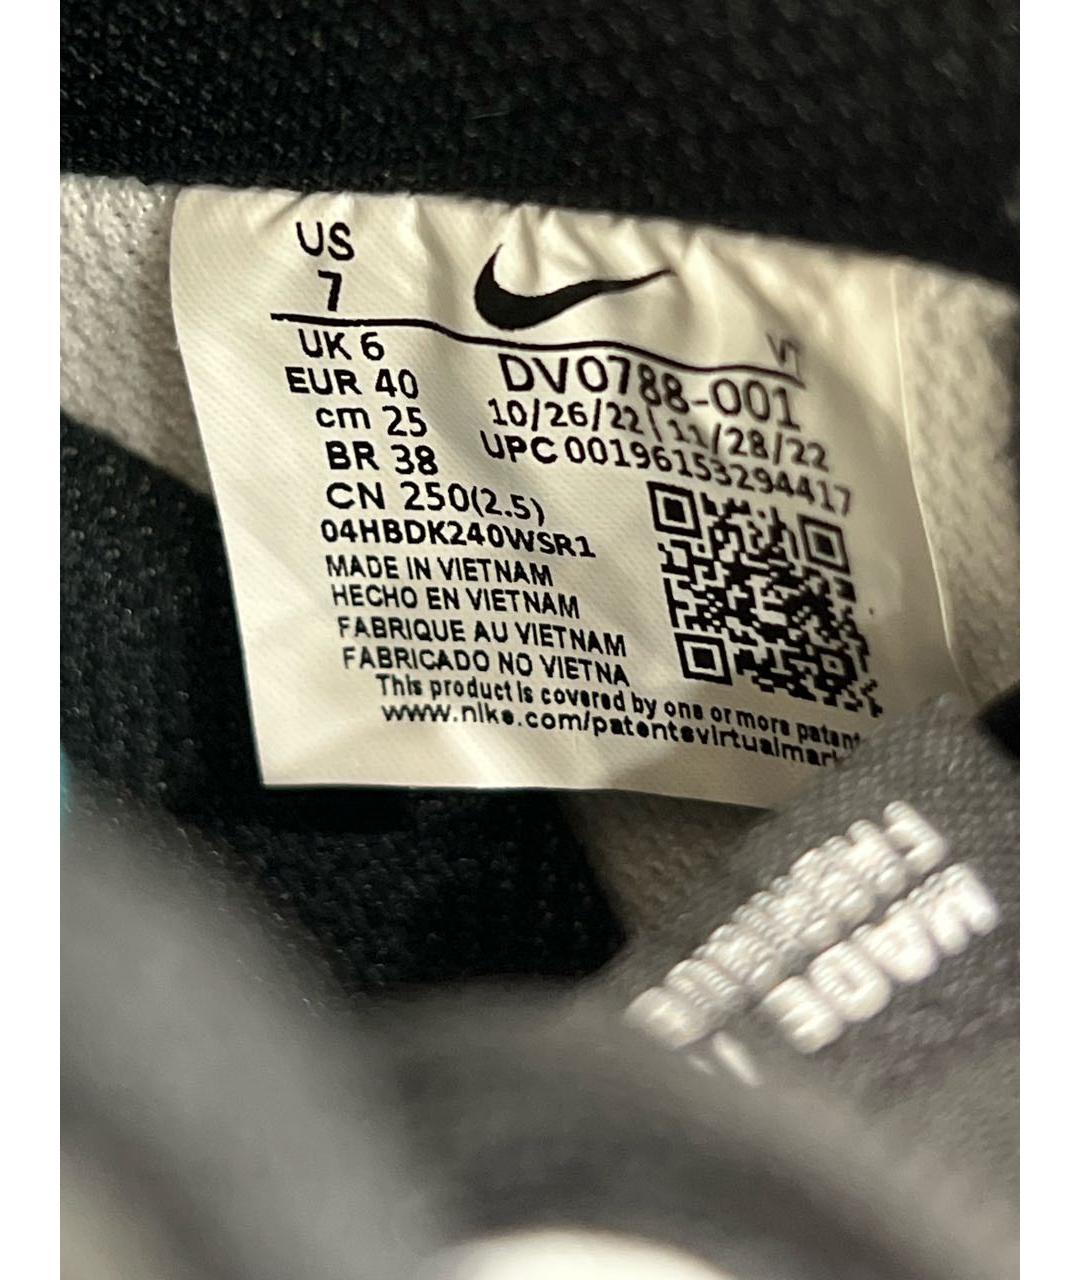 US
7
VT
UK 6
EUR 40
cm 25
BR 38
CN 250(2.5)
DV0788-001
10/26/22\11/28/22
UPC 00196153294417
04HBDK240WSR1
MADE IN VIETNAM
HECHO EN VIETNAM
FABRIQUE AU VIETNAM
FABRICADO NO VIETNA
This product is covered by one or more patent
www.nike.com/patentsvirtualmark